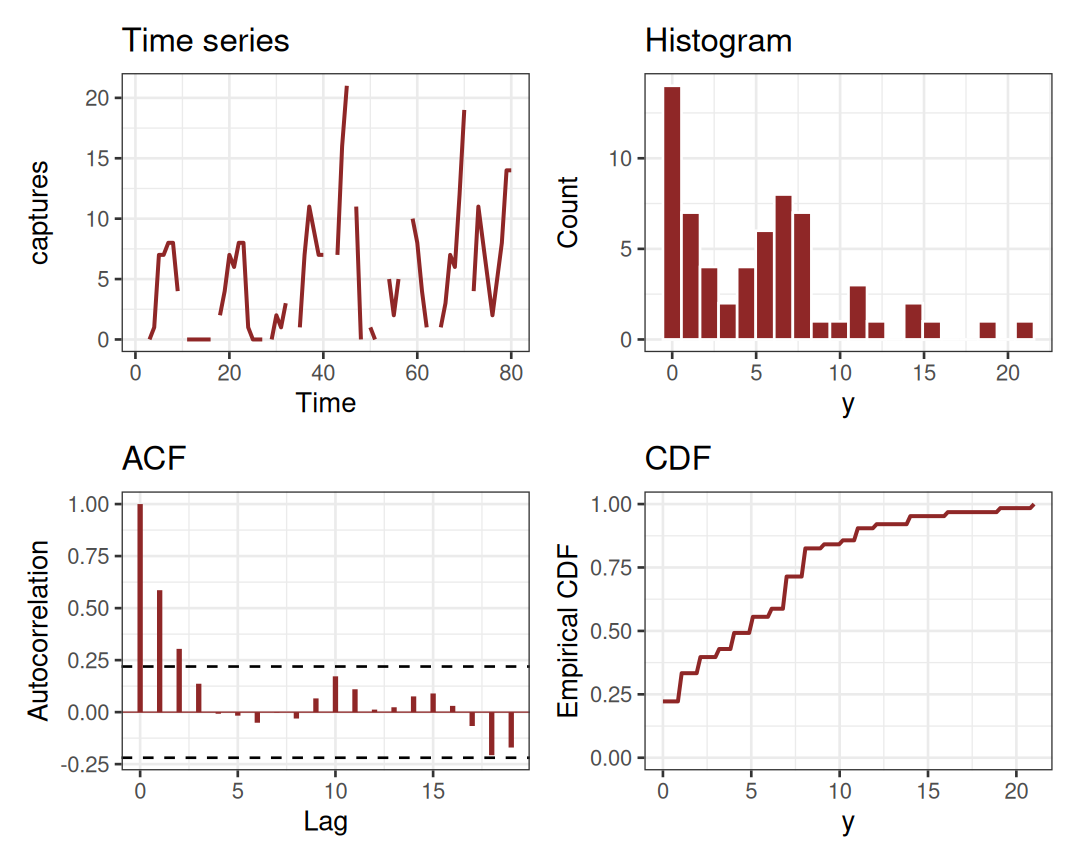 Time series
captures
20
15
10
5
0
0 20 40 60 80
Time
Histogram
Count
10
5
0
0 5 10 15 20
y
ACF
Autocorrelation
1.00
0.75
0.50
0.25
0.00
-0.25
0 5 10 15
Lag
CDF
Empirical CDF
1.00
0.75
0.50
0.25
0.00
0 5 10 15 20
y